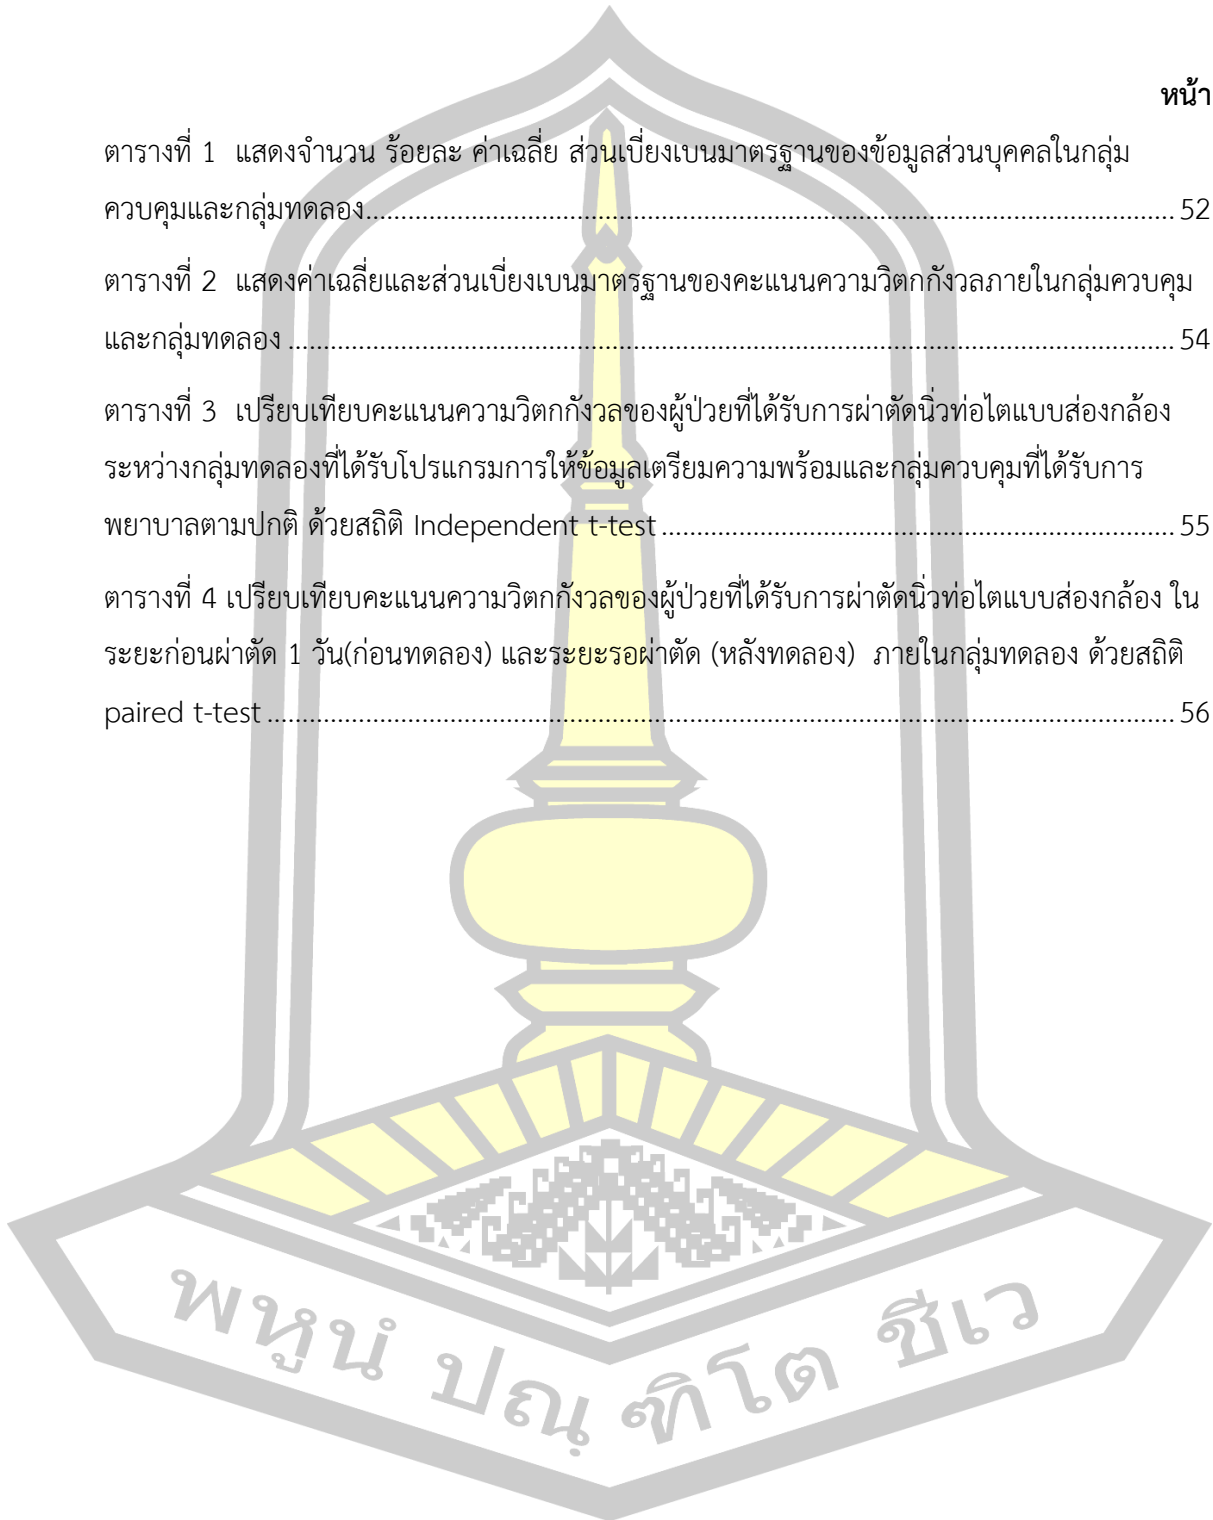 หน้า
ตารางที่ 1  แสดงจำนวน ร้อยละ ค่าเฉลี่ย ส่วนเบี่ยงเบนมาตรฐานของข้อมูลส่วนบุคคลในกลุ่ม
ควบคุมและกลุ่มทดลอง.................................................................................................... 52
ตารางที่ 2  แสดงค่าเฉลี่ยและส่วนเบี่ยงเบนมาตรฐานของคะแนนความวิตกกังวลภายในกลุ่มควบคุม
และกลุ่มทดลอง ............................................................................................................. 54
ตารางที่ 3  เปรียบเทียบคะแนนความวิตกกังวลของผู้ป่วยที่ได้รับการผ่าตัดนิ่วท่อไตแบบส่องกล้อง
ระหว่างกลุ่มทดลองที่ได้รับโปรแกรมการให้ข้อมูลเตรียมความพร้อมและกลุ่มควบคุมที่ได้รับการ
พยาบาลตามปกติ ด้วยสถิติ Independent t-test ............................................................... 55
ตารางที่ 4 เปรียบเทียบคะแนนความวิตกกังวลของผู้ป่วยที่ได้รับการผ่าตัดนิ่วท่อไตแบบส่องกล้อง ใน
ระยะก่อนผ่าตัด 1 วัน(ก่อนทดลอง) และระยะรอผ่าตัด (หลังทดลอง)  ภายในกลุ่มทดลอง ด้วยสถิติ
paired t-test ................................................................................................................ 56
พหูนํ ปณฺฑิโต ชีเว